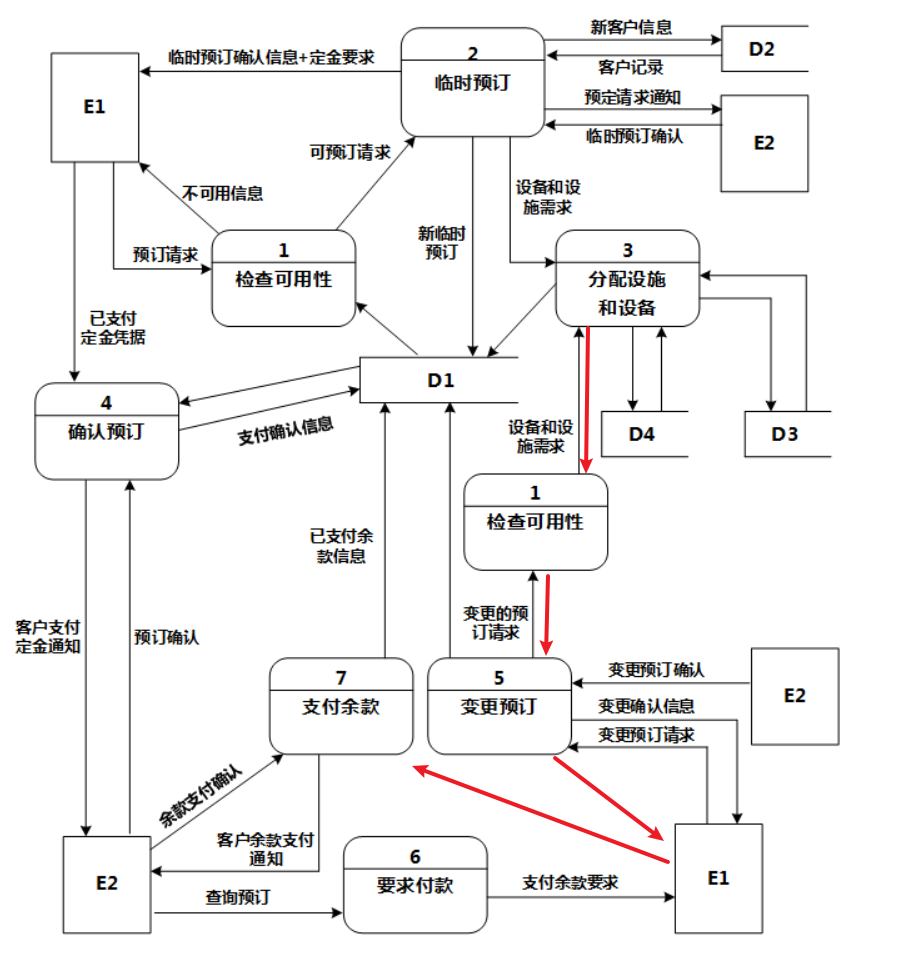 新客户信息
D2
客户记录
临时预订确认信息+定金要求
2
临时预订
E1
预定请求通知
临时预订确认
E2
可预订请求
不可用信息
设备和设
施需求
预订请求
1
检查可用性
新临时
预订
3
分配设施
和设备
已支付
定金凭据
D1
4
确认预订
支付确认信息
设备和设
施需求
D4
D3
1
检查可用性
已支付余
款信息
变更的预
订请求
客户支付
定金通知
预订确认
7
支付余款
5
变更预订
变更预订确认
变更确认信息
变更预订请求
E2
余款支付确认
客户余款支付
通知
E2
查询预订
6
要求付款
支付余款要求
E1